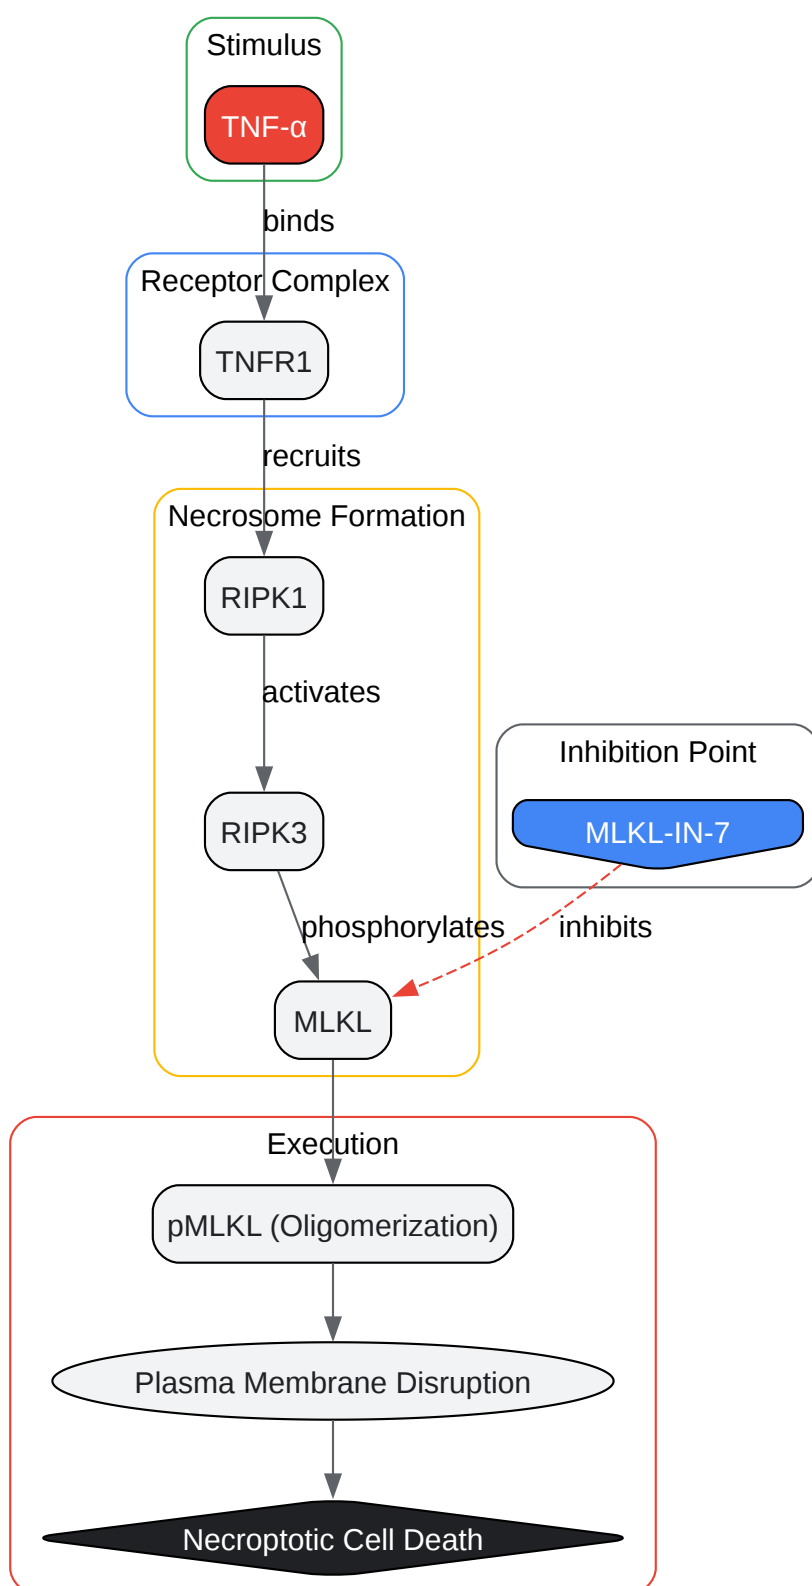 Stimulus
TNF-α
binds
Receptor Complex
TNFR1
recruits
Necrosome Formation
RIPK1
activates
Inhibition Point
RIPK3
MLKL-IN-7
phosphorylates
inhibits
MLKL
Execution
pMLKL (Oligomerization)
Plasma Membrane Disruption
Necroptotic Cell Death